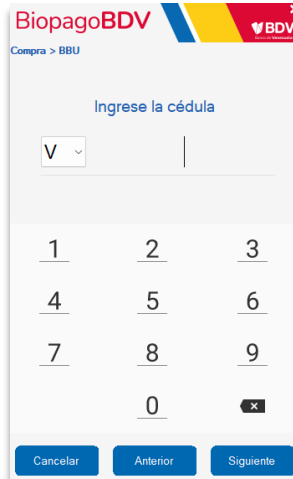 BiopagoBDV
BDV
Compra > BBU
Ingrese la cédula
V
1 2 3
4 5 6
7 8 9
0
Cancelar Anterior Siguiente